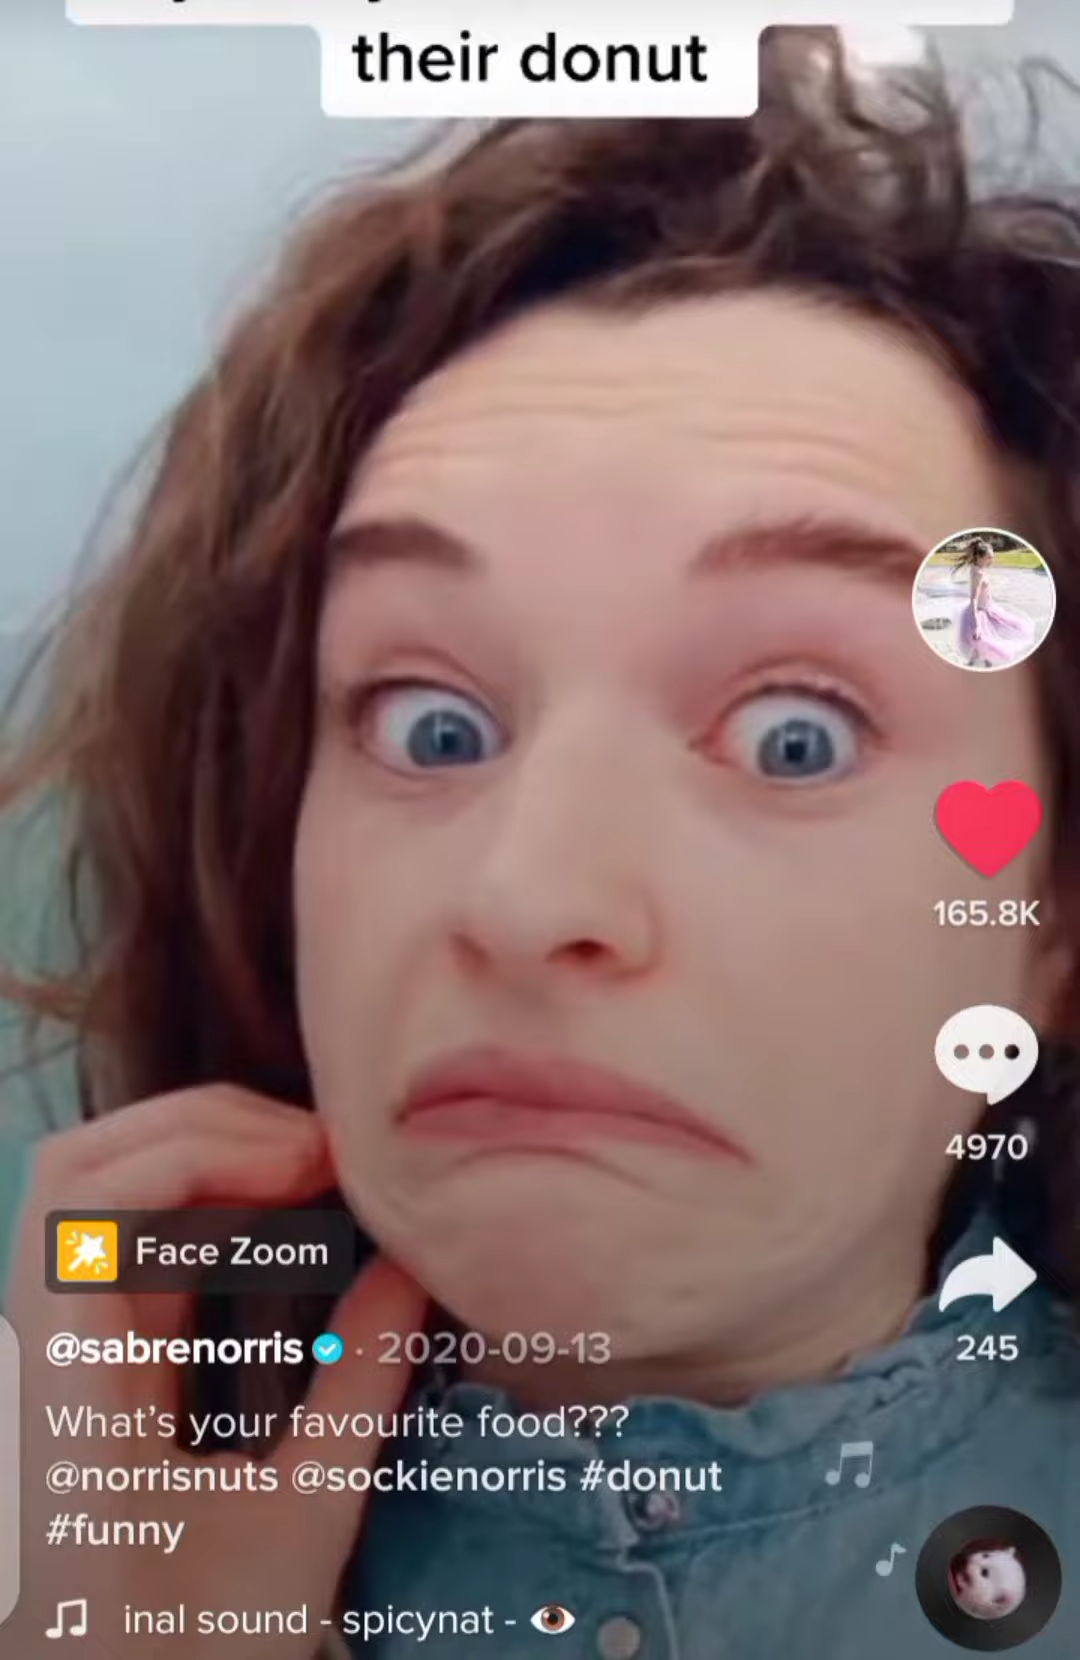 their donut
165.8K
4970
Face Zoom
245
@sabrenorris · 2020-09-13
What's your favourite food???
@norrisnuts @sockienorris #donut
#funny
inal sound - spicynat - 👁